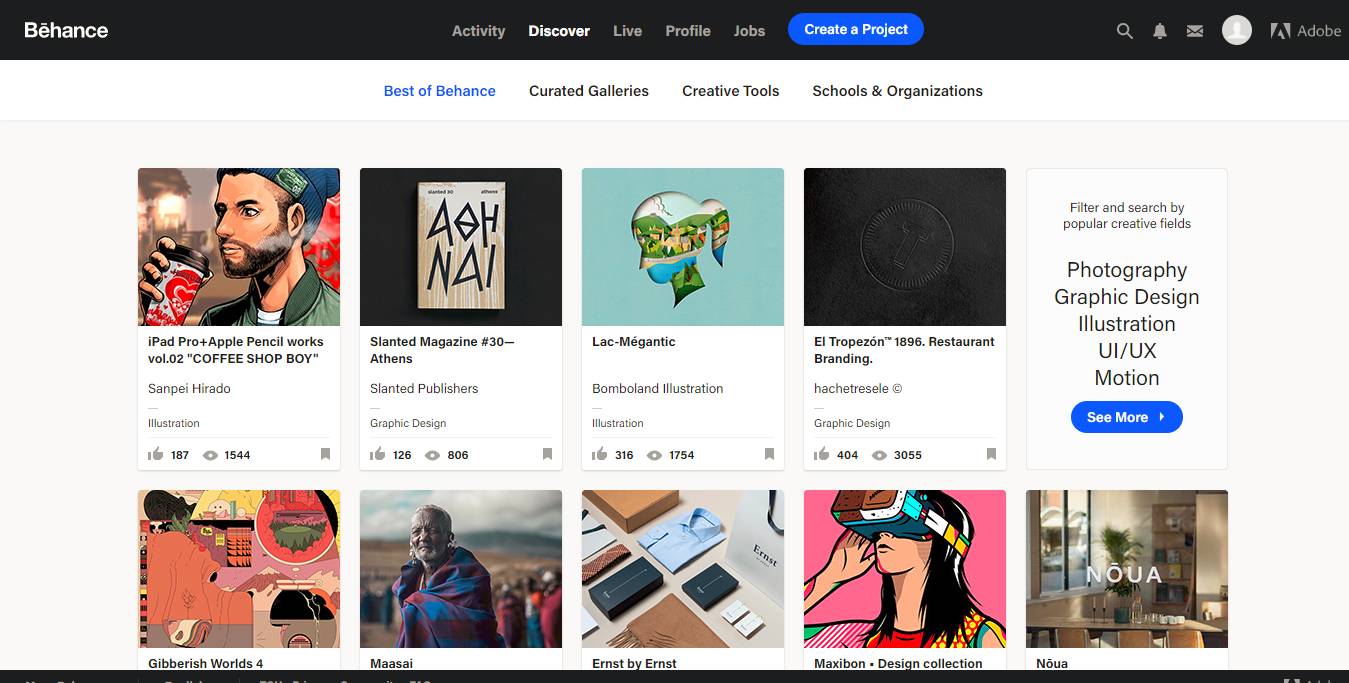 Bēhance
Activity Discover Live Profile Jobs Create a Project
Adobe
Best of Behance Curated Galleries Creative Tools Schools & Organizations
slanted 30 athens
ΑΘΗ
ΝΑΙ
iPad Pro+Apple Pencil works
vol.02 "COFFEE SHOP BOY"
Sanpei Hirado
Illustration
187 1544
Slanted Magazine #30—
Athens
Slanted Publishers
Graphic Design
126 806
Lac-Mégantic
Bomboland Illustration
Illustration
316 1754
El Tropezón™ 1896. Restaurant
Branding.
hachetresele ©
Graphic Design
404 3055
Filter and search by
popular creative fields
Photography
Graphic Design
Illustration
UI/UX
Motion
See More
Ernst
NŌUA
Gibberish Worlds 4
Maasai
Ernst by Ernst
Maxibon • Design collection
Nōua